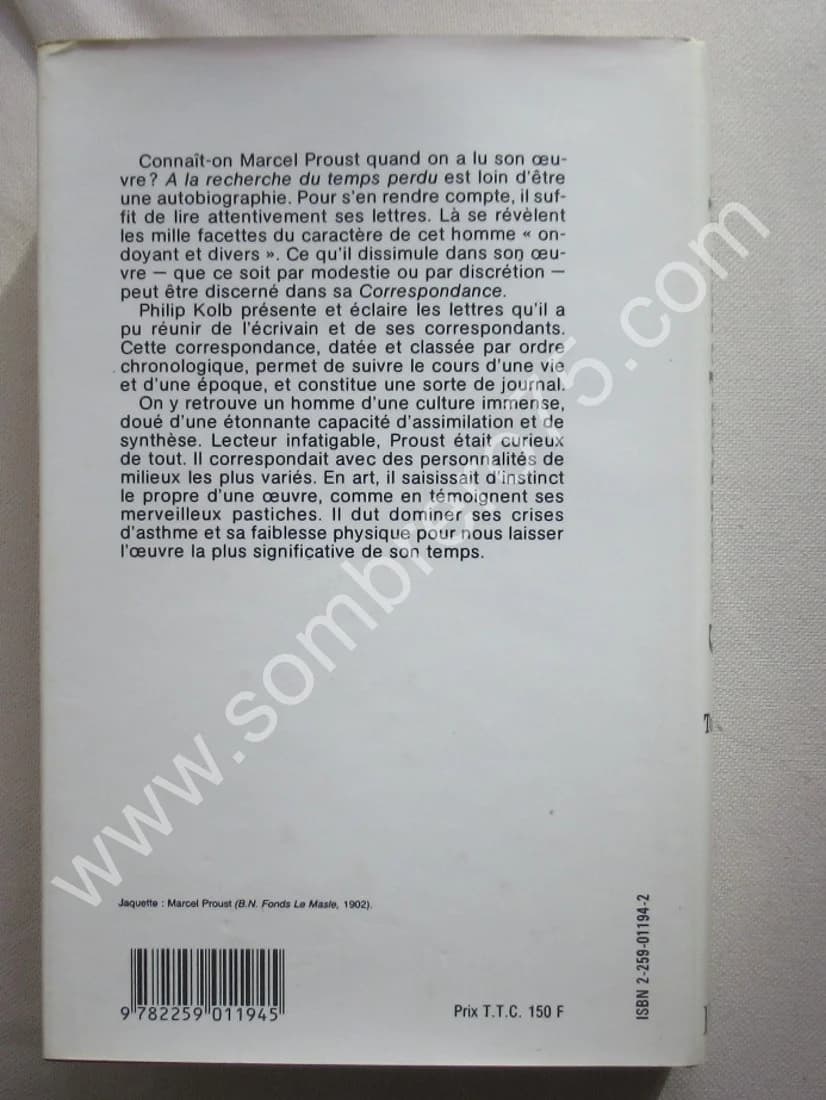 Connaît-on Marcel Proust quand on a lu son œu-
vre? A la recherche du temps perdu est loin d'être
une autobiographie. Pour s'en rendre compte, il suf-
fit de lire attentivement ses lettres. Là se révèlent
les mille facettes du caractère de cet homme « on-
doyant et divers ». Ce qu'il dissimule dans son œu-
vre — que ce soit par modestie ou par discrétion —
peut être discerné dans sa Correspondance.
Philip Kolb présente et éclaire les lettres qu'il a
pu réunir de l'écrivain et de ses correspondants.
Cette correspondance, datée et classée par ordre
chronologique, permet de suivre le cours d'une vie
et d'une époque, et constitue une sorte de journal.
On y retrouve un homme d'une culture immense,
doué d'une étonnante capacité d'assimilation et de
synthèse. Lecteur infatigable, Proust était curieux
de tout. Il correspondait avec des personnalités de
milieux les plus variés. En art, il saisissait d'instinct
le propre d'une œuvre, comme en témoignent ses
merveilleux pastiches. Il dut dominer ses crises
d'asthme et sa faiblesse physique pour nous laisser
l'œuvre la plus significative de son temps.
www.sombrero75.com
Jaquette : Marcel Proust (B.N. Fonds Le Masle, 1902).
9 782259 011945
Prix T.T.C. 150 F
ISBN 2-259-01194-2